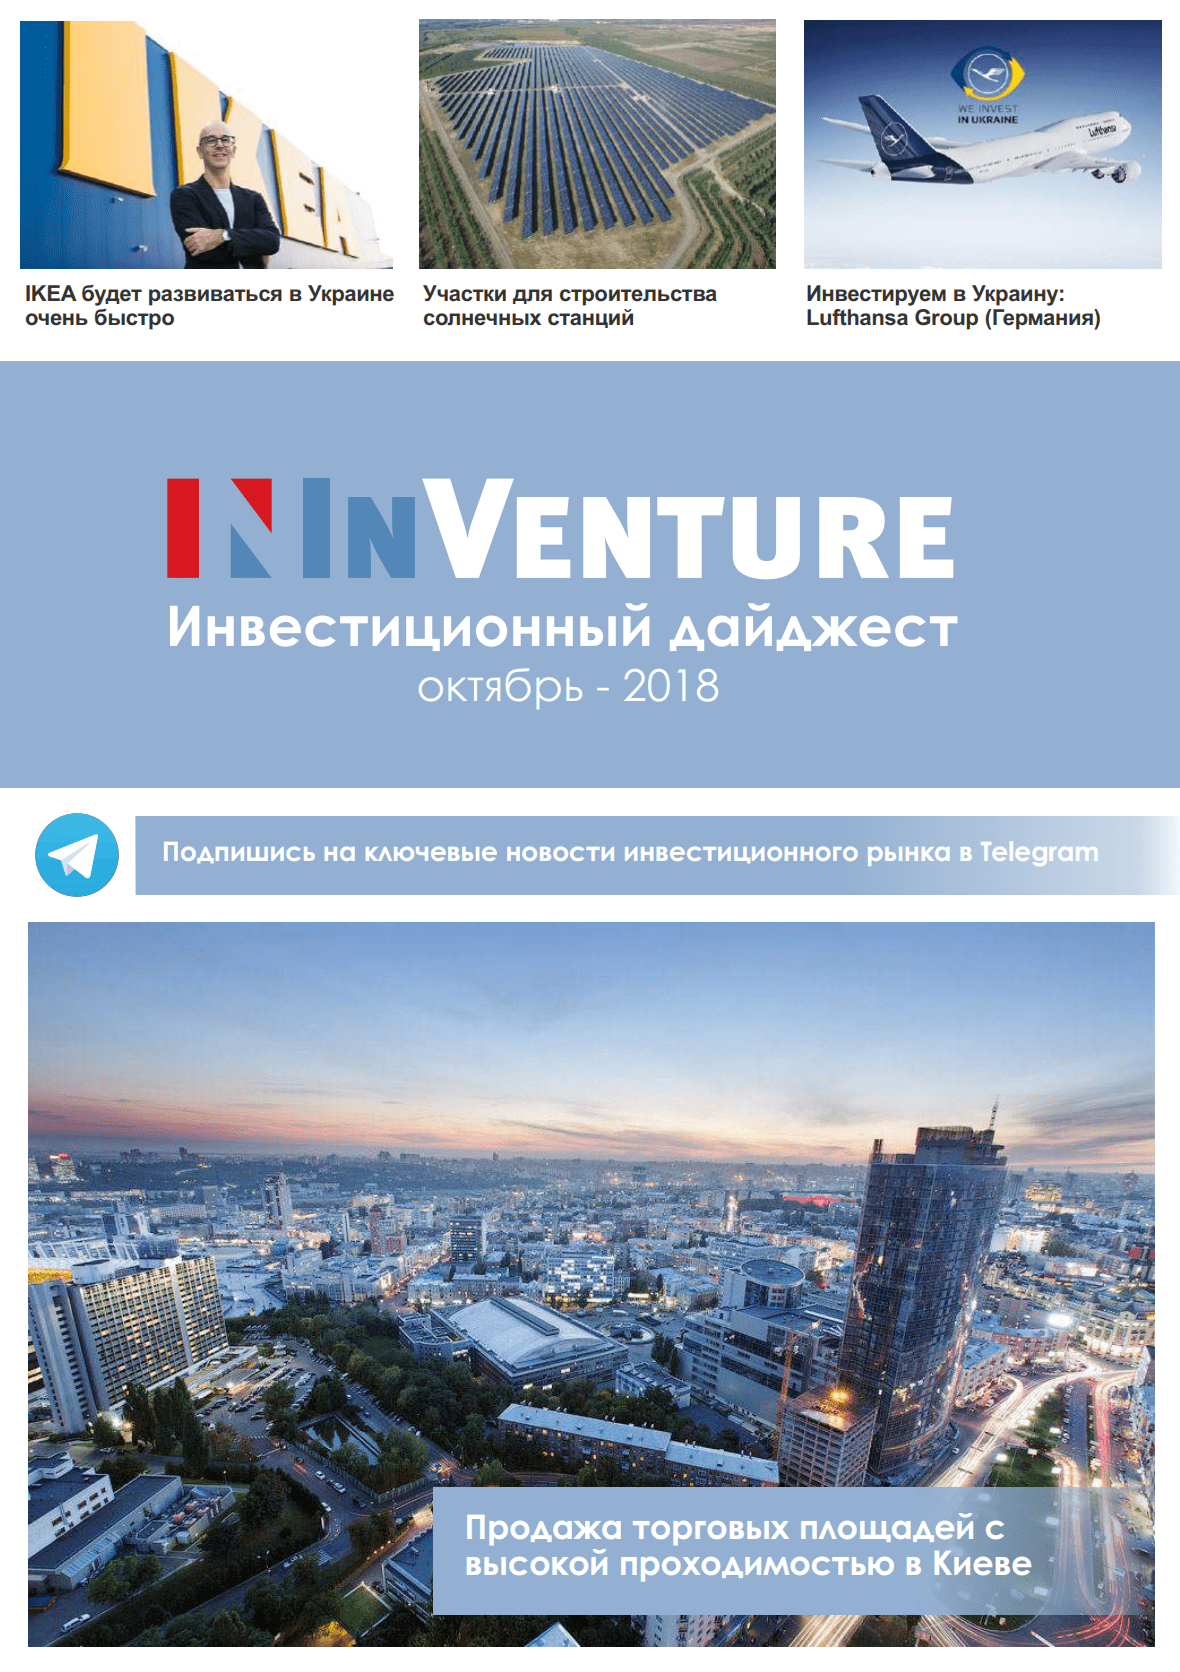 IKEA
WE INVEST
IN UKRAINE
Lufthansa
IKEA будет развиваться в Украине
очень быстро
Участки для строительства
солнечных станций
Инвестируем в Украину:
Lufthansa Group (Германия)
INVENTURE
Инвестиционный дайджест
октябрь - 2018
Подпишись на ключевые новости инвестиционного рынка в Telegram
Продажа торговых площадей с
высокой проходимостью в Киеве